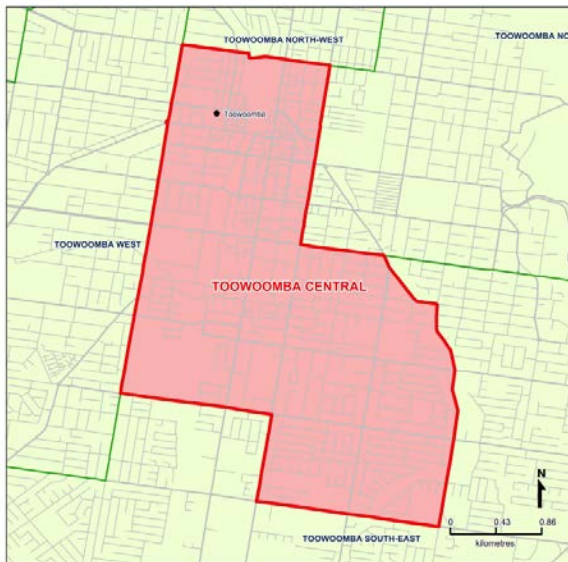 TOOWOOMBA NORTH-WEST
TOOWOOMBA NO
Toowoomba
TOOWOOMBA WEST
TOOWOOMBA CENTRAL
N
0 0.43 0.86
kilometres
TOOWOOMBA SOUTH-EAST